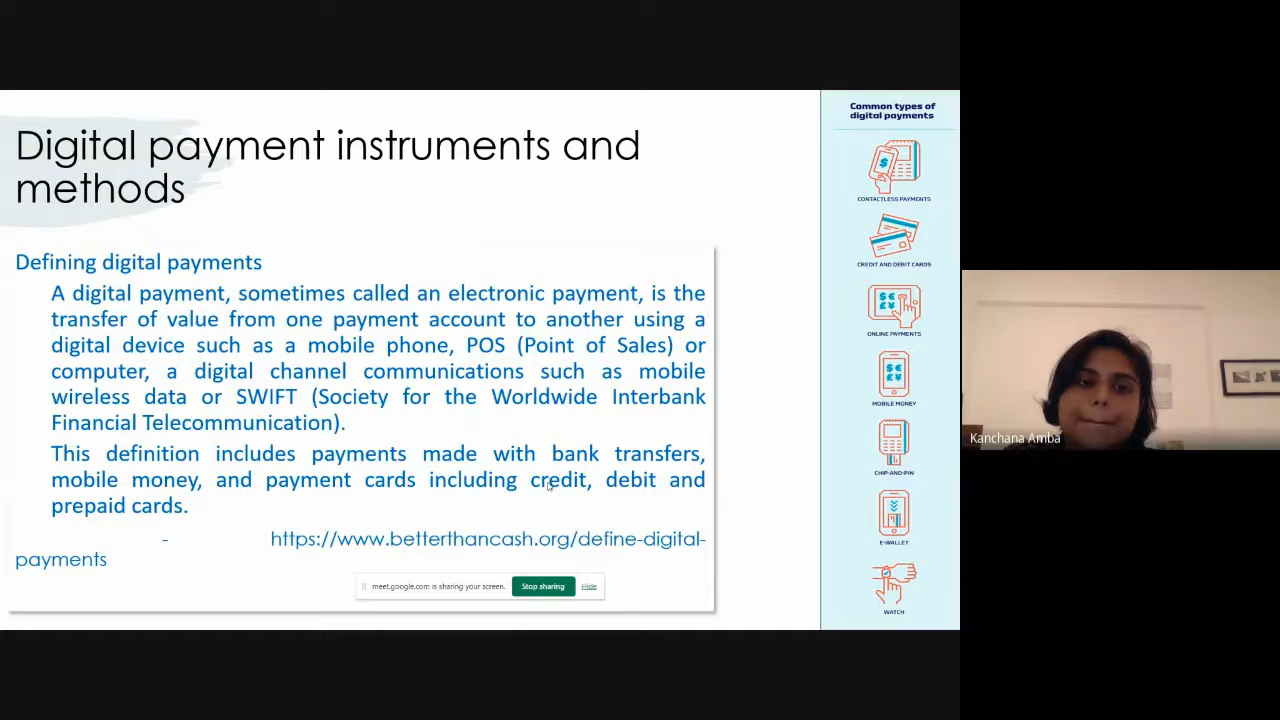 Digital payment instruments and
methods
Defining digital payments
A digital payment, sometimes called an electronic payment, is the
transfer of value from one payment account to another using a
digital device such as a mobile phone, POS (Point of Sales) or
computer, a digital channel communications such as mobile
wireless data or SWIFT (Society for the Worldwide Interbank
Financial Telecommunication).
This definition includes payments made with bank transfers,
mobile money, and payment cards including credit, debit and
prepaid cards.
- https://www.betterthancash.org/define-digital-
payments
meet.google.com is sharing your screen. Stop sharing Hide
Common types of
digital payments
CONTACTLESS PAYMENTS
CREDIT AND DEBIT CARDS
ONLINE PAYMENTS
MOBILE MONEY
CHIP-AND-PIN
E-WALLET
WATCH
Kanchana Amba